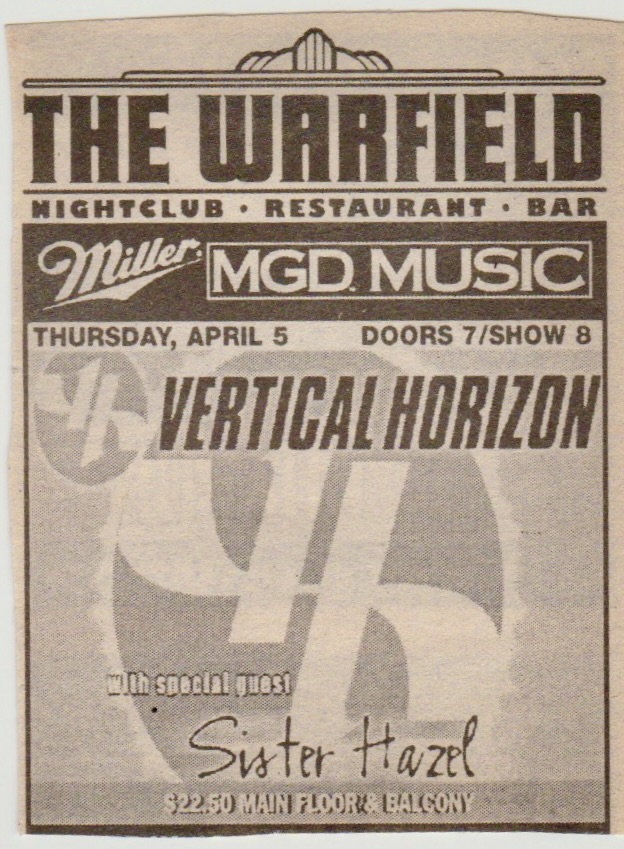 THE WARFIELD
NIGHTCLUB • RESTAURANT • BAR
Miller. MGD. MUSIC
THURSDAY, APRIL 5 DOORS 7/SHOW 8
VERTICAL HORIZON
with special guest
Sister Hazel
$22.50 MAIN FLOOR & BALCONY